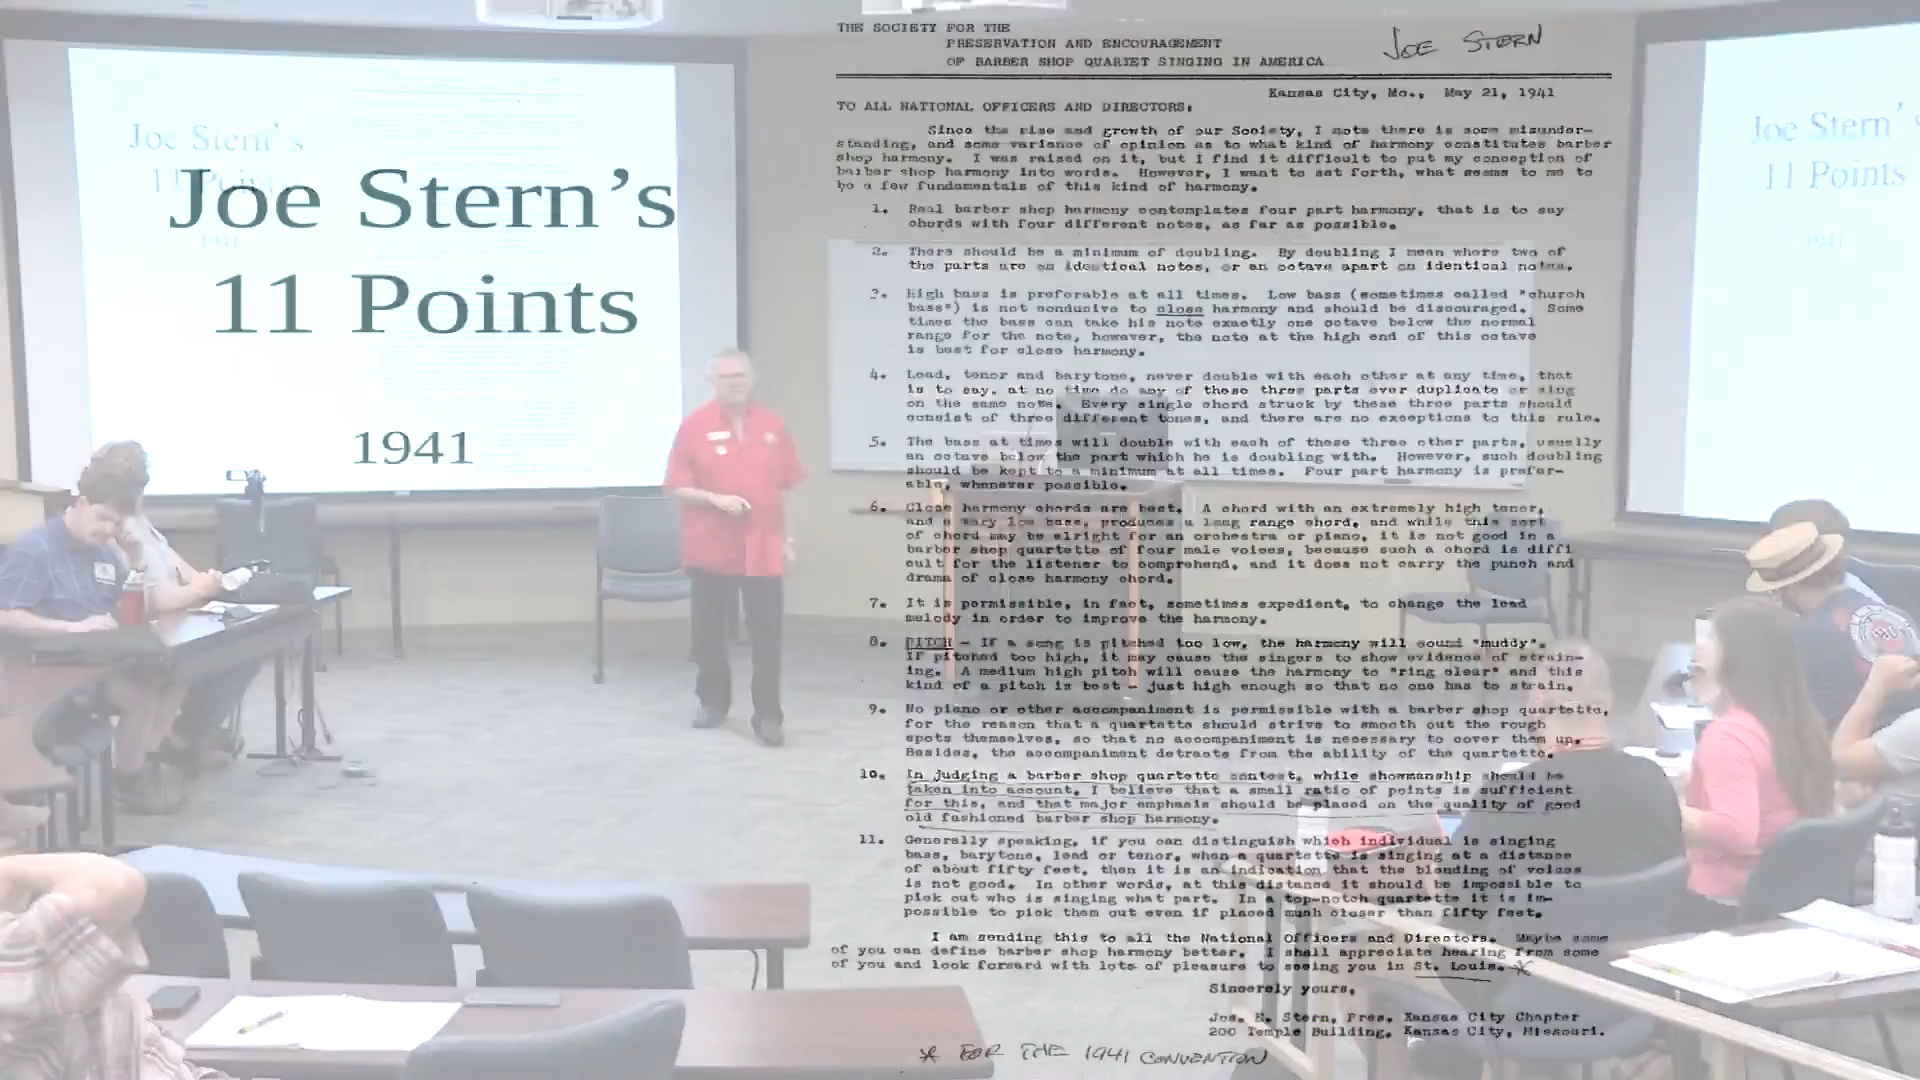 Joe Stern's
11 Points
1941
Joe Stern's
11 Points
1941
THE SOCIETY FOR THE
PRESERVATION AND ENCOURAGEMENT
OF BARBER SHOP QUARTET SINGING IN AMERICA
JOE STERN
Kansas City, Mo., May 21, 1941
TO ALL NATIONAL OFFICERS AND DIRECTORS:
Since the rise and growth of our Society, I note there is some misunder-
standing, and some variance of opinion as to what kind of harmony constitutes barber
shop harmony. I was raised on it, but I find it difficult to put my conception of
barber shop harmony into words. However, I want to set forth, what seems to me to
be a few fundamentals of this kind of harmony.
1. Real barber shop harmony contemplates four part harmony, that is to say
chords with four different notes, as far as possible.
2. There should be a minimum of doubling. By doubling I mean where two of
the parts are on identical notes, or an octave apart on identical notes.
3. High bass is preferable at all times. Low bass (sometimes called "church
bass") is not conducive to close harmony and should be discouraged. Some
times the bass can take his note exactly one octave below the normal
range for the note, however, the note at the high end of this octave
is best for close harmony.
4. Lead, tenor and barytone, never double with each other at any time, that
is to say, at no time do any of these three parts ever duplicate or sing
on the same note. Every single chord struck by these three parts should
consist of three different tones, and there are no exceptions to this rule.
5. The bass at times will double with each of these three other parts, usually
an octave below the part which he is doubling with. However, such doubling
should be kept to a minimum at all times. Four part harmony is prefer-
able, whenever possible.
6. Close harmony chords are best. A chord with an extremely high tenor,
and a very low bass, produces a long range chord, and while this sort
of chord may be alright for an orchestra or piano, it is not good in a
barber shop quartette of four male voices, because such a chord is diffi
cult for the listener to comprehend, and it does not carry the punch and
drama of close harmony chord.
7. It is permissible, in fact, sometimes expedient, to change the lead
melody in order to improve the harmony.
8. PITCH - If a song is pitched too low, the harmony will sound "muddy".
If pitched too high, it may cause the singers to show evidence of strain-
ing. A medium high pitch will cause the harmony to "ring clear" and this
kind of a pitch is best - just high enough so that no one has to strain.
9. No piano or other accompaniment is permissible with a barber shop quartette,
for the reason that a quartette should strive to smooth out the rough
spots themselves, so that no accompaniment is necessary to cover them up.
Besides, the accompaniment detracts from the ability of the quartette.
10. In judging a barber shop quartette contest, while showmanship should be
taken into account, I believe that a small ratio of points is sufficient
for this, and that major emphasis should be placed on the quality of good
old fashioned barber shop harmony.
11. Generally speaking, if you can distinguish which individual is singing
bass, barytone, lead or tenor, when a quartette is singing at a distance
of about fifty feet, then it is an indication that the blending of voices
is not good. In other words, at this distance it should be impossible to
pick out who is singing what part. In a top-notch quartette it is im-
possible to pick them out even if placed much closer than fifty feet.
I am sending this to all the National Officers and Directors. Maybe some
of you can define barber shop harmony better. I shall appreciate hearing from some
of you and look forward with lots of pleasure to seeing you in St. Louis. *
Sincerely yours,
Jos. E. Stern, Pres. Kansas City Chapter
200 Temple Building, Kansas City, Missouri.
* FOR THE 1941 CONVENTION
Joe Stern's
11 Points
1941